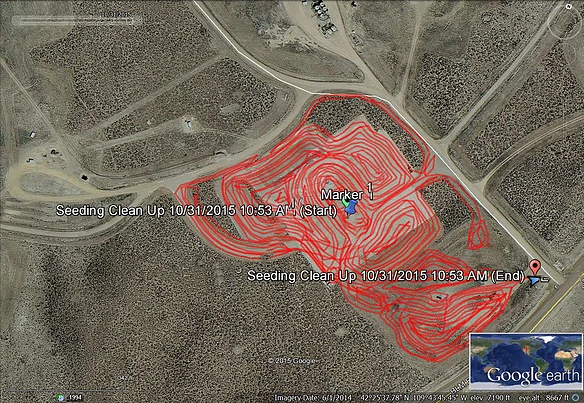 Marker 1
Seeding Clean Up 10/31/2015 10:53 AM (Start)
Seeding Clean Up 10/31/2015 10:53 AM (End)
© 2015 Google
Google earth
1994
Imagery Date: 6/1/2014 42°25'37.78" N 109°43'45.45" W elev 7190 ft eye alt 8667 ft